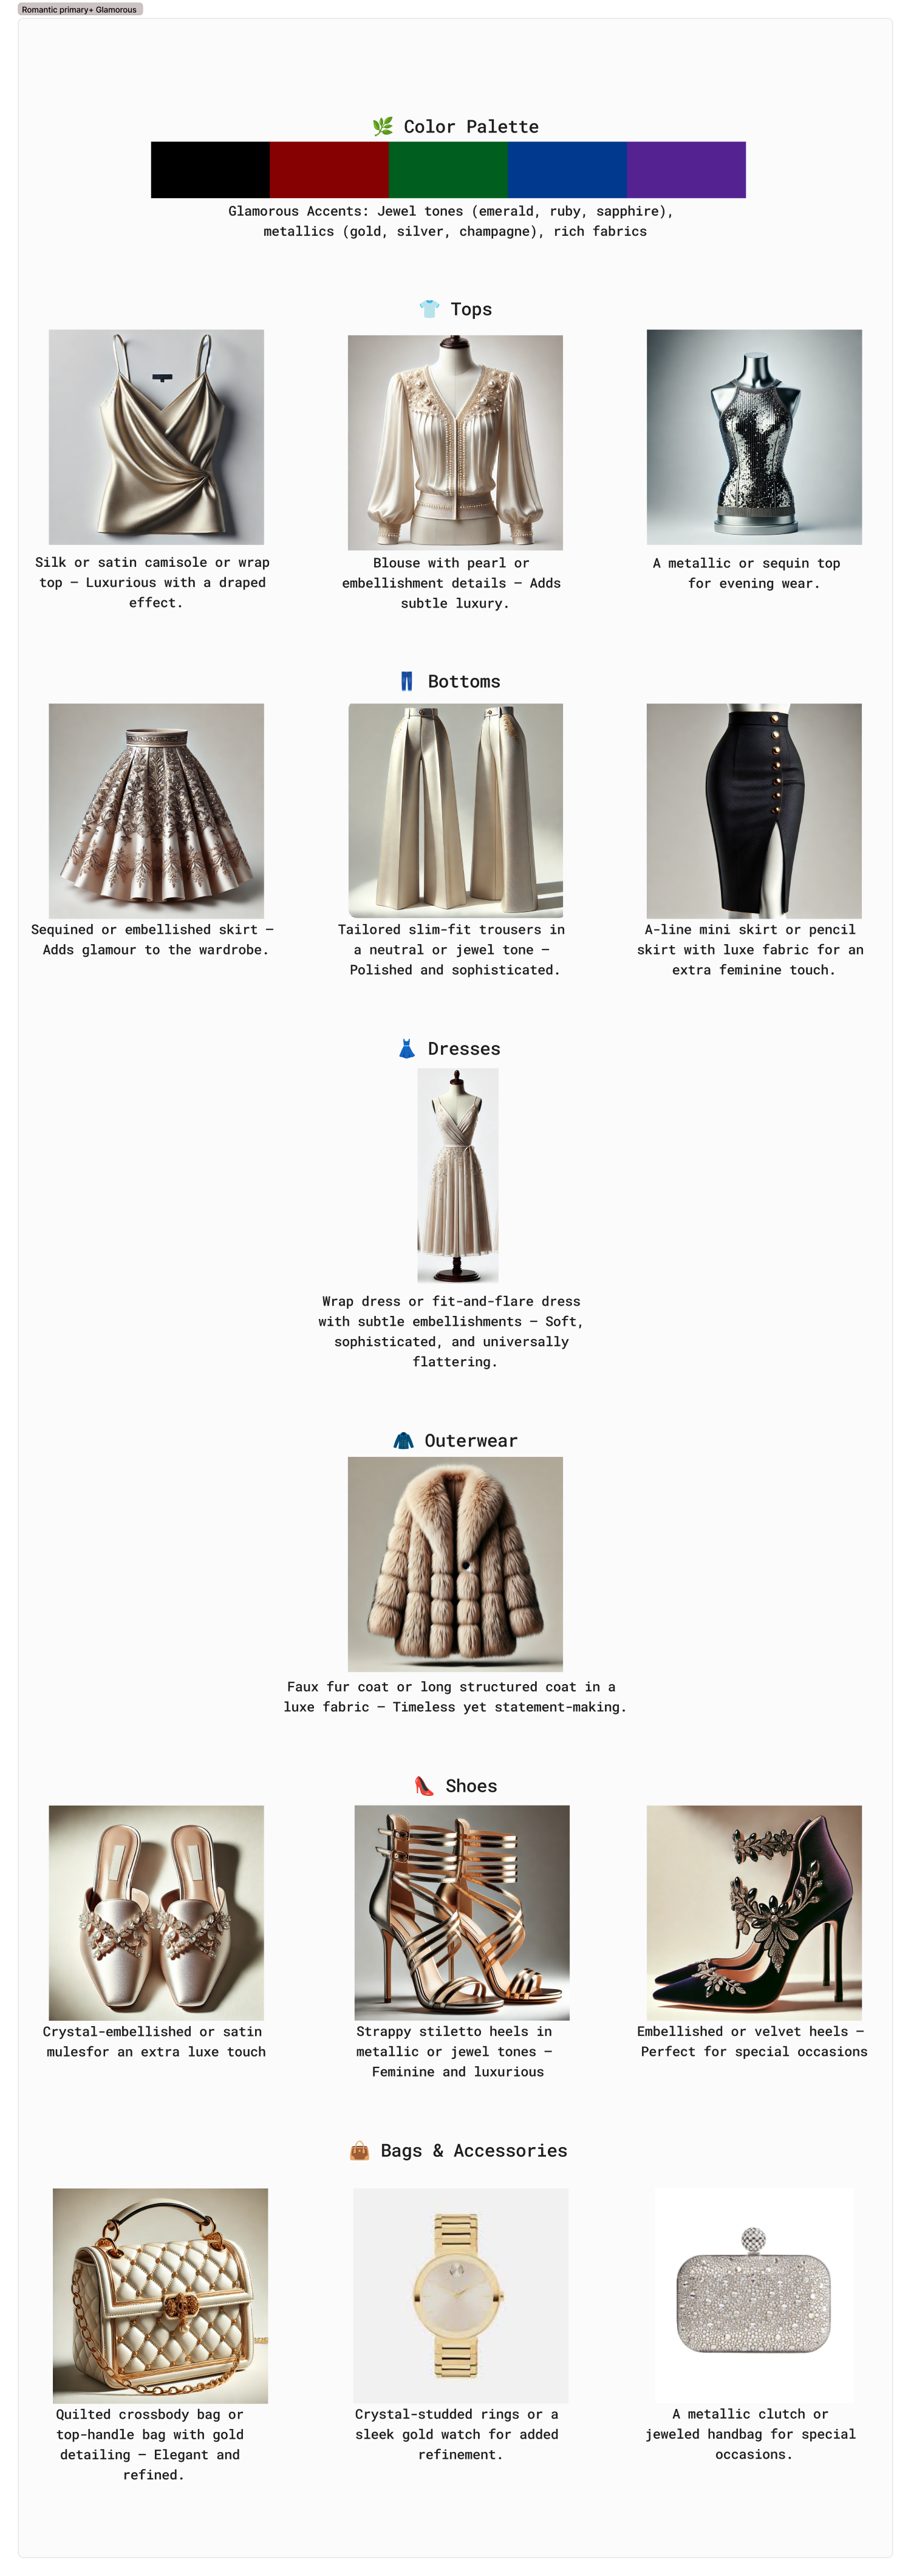 Romantic primary+ Glamorous
🌿 Color Palette
Glamorous Accents: Jewel tones (emerald, ruby, sapphire),
metallics (gold, silver, champagne), rich fabrics
👕 Tops
Silk or satin camisole or wrap
top – Luxurious with a draped
effect.
Blouse with pearl or
embellishment details – Adds
subtle luxury.
A metallic or sequin top
for evening wear.
👖 Bottoms
Sequined or embellished skirt –
Adds glamour to the wardrobe.
Tailored slim-fit trousers in
a neutral or jewel tone –
Polished and sophisticated.
A-line mini skirt or pencil
skirt with luxe fabric for an
extra feminine touch.
👗 Dresses
Wrap dress or fit-and-flare dress
with subtle embellishments – Soft,
sophisticated, and universally
flattering.
🧥 Outerwear
Faux fur coat or long structured coat in a
luxe fabric – Timeless yet statement-making.
👠 Shoes
Crystal-embellished or satin
mulesfor an extra luxe touch
Strappy stiletto heels in
metallic or jewel tones –
Feminine and luxurious
Embellished or velvet heels –
Perfect for special occasions
👜 Bags & Accessories
Quilted crossbody bag or
top-handle bag with gold
detailing – Elegant and
refined.
Crystal-studded rings or a
sleek gold watch for added
refinement.
A metallic clutch or
jeweled handbag for special
occasions.